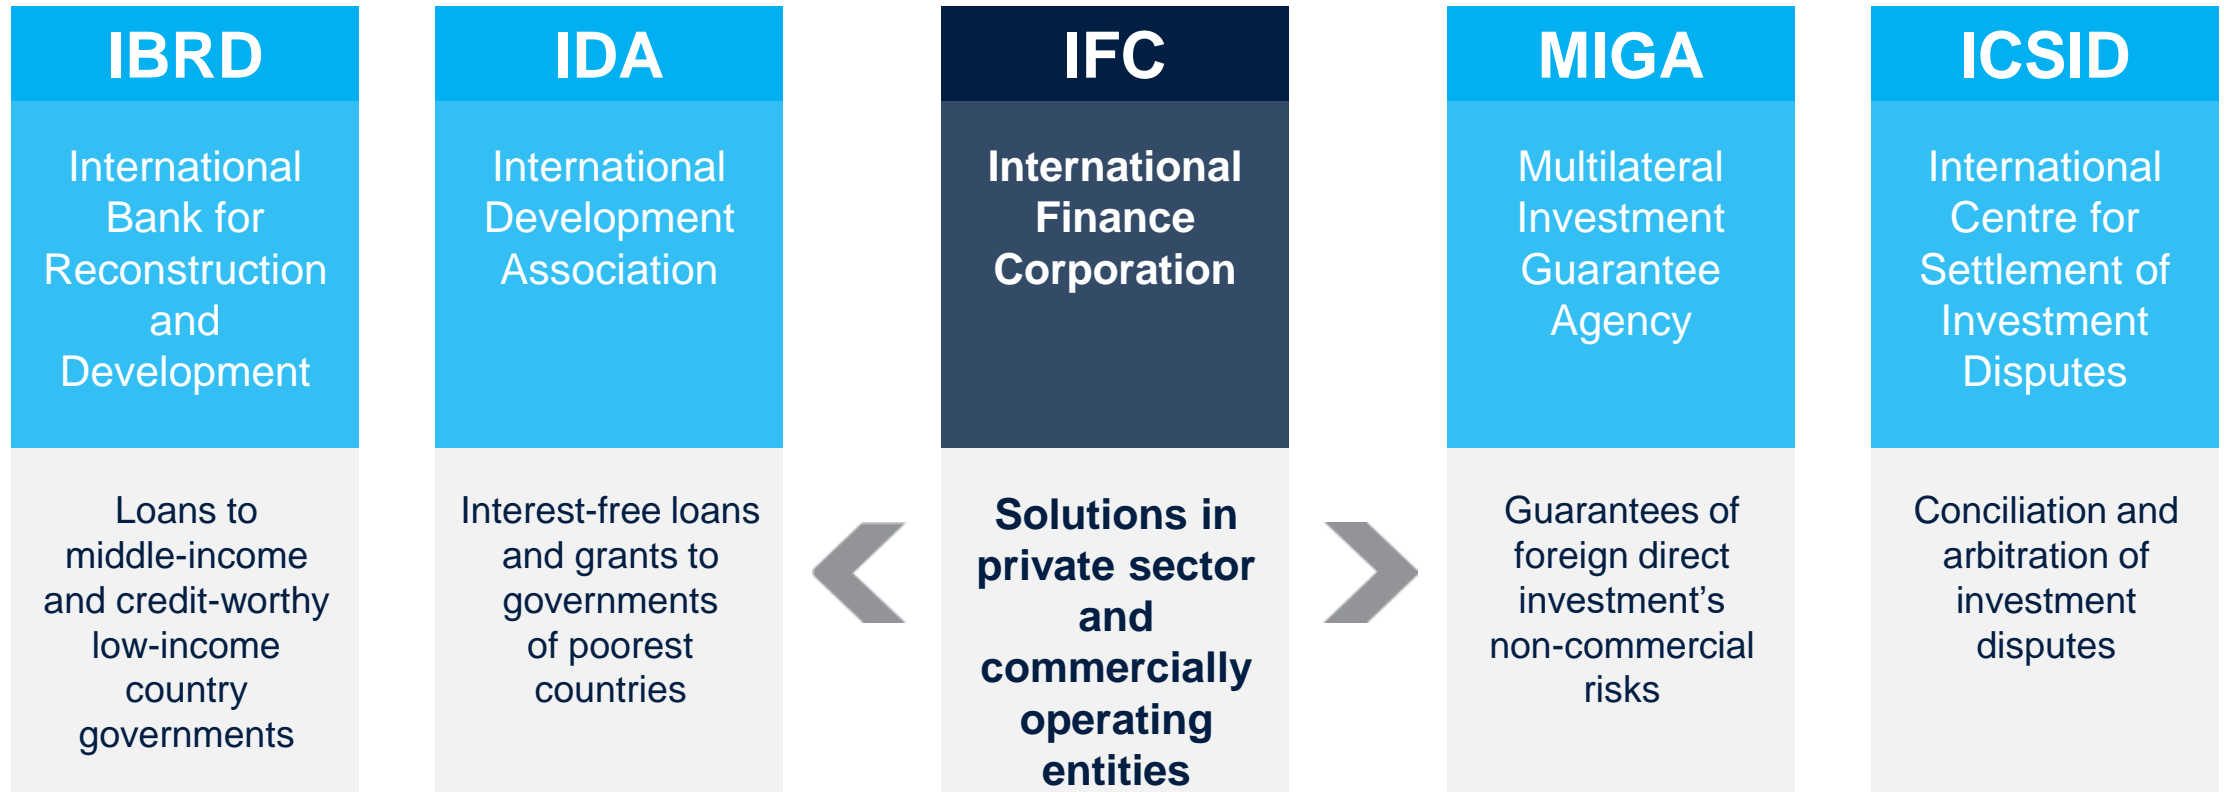 IBRD
International
Bank for
Reconstruction
and
Development
Loans to
middle-income
and credit-worthy
low-income
country
governments
IDA
International
Development
Association
Interest-free loans
and grants to
governments
of poorest
countries
IFC
International
Finance
Corporation
Solutions in
private sector
and
commercially
operating
entities
MIGA
Multilateral
Investment
Guarantee
Agency
Guarantees of
foreign direct
investment’s
non-commercial
risks
ICSID
International
Centre for
Settlement of
Investment
Disputes
Conciliation and
arbitration of
investment
disputes